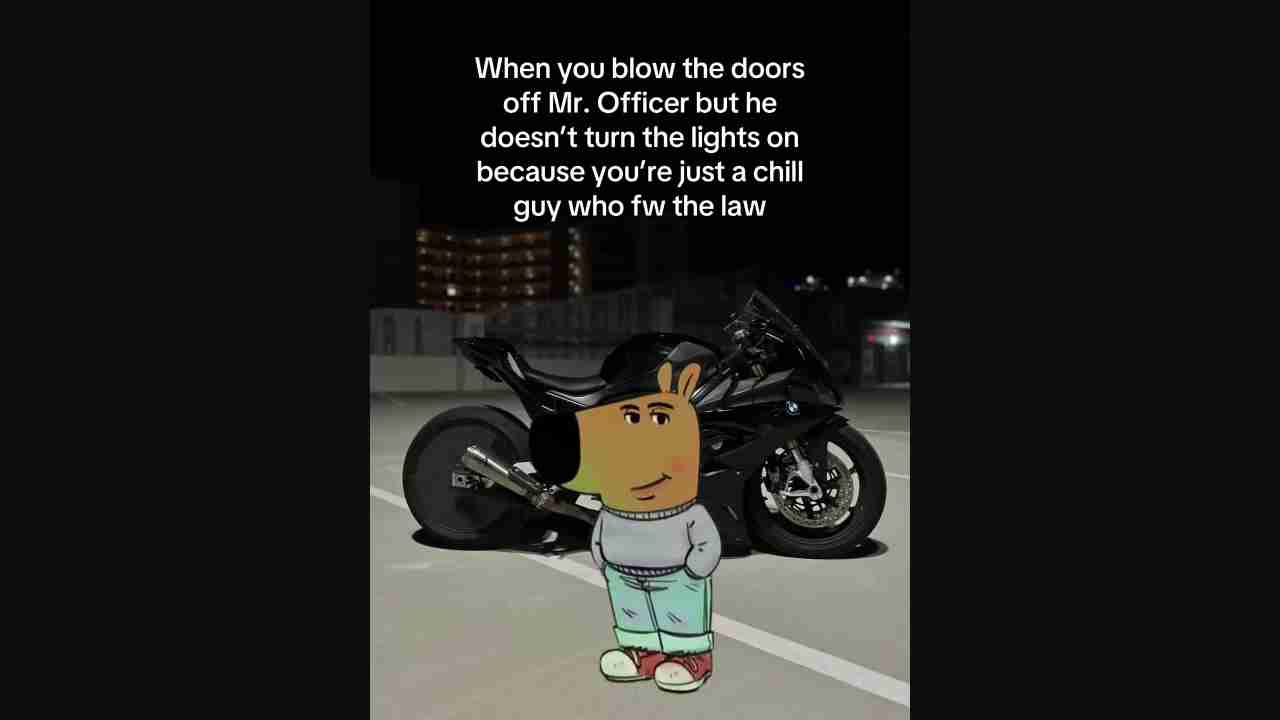 When you blow the doors
off Mr. Officer but he
doesn’t turn the lights on
because you’re just a chill
guy who fw the law